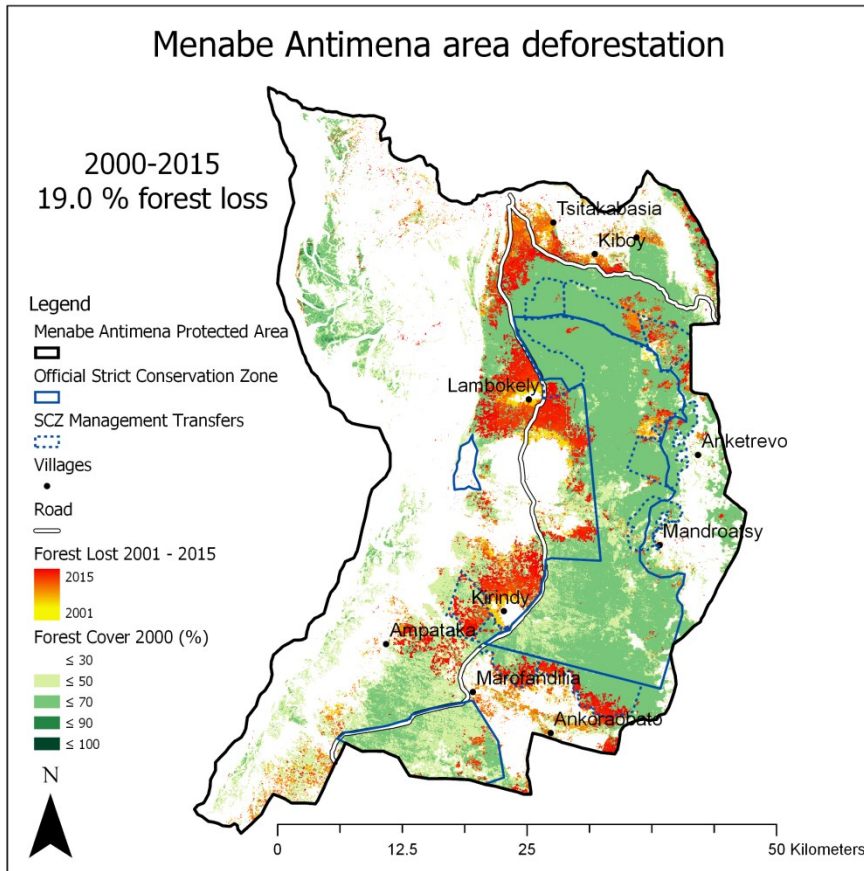 Menabe Antimena area deforestation
2000-2015
19.0 % forest loss
Tsitakabasia
Kiboy
Lambokely
Anketrevo
Mandroatsy
Kirindy
Ampataka
Marofandilia
Ankorabbato
Legend
Menabe Antimena Protected Area
Official Strict Conservation Zone
SCZ Management Transfers
Villages
Road
Forest Lost 2001 - 2015
2015
2001
Forest Cover 2000 (%)
≤ 30
≤ 50
≤ 70
≤ 90
≤ 100
N
0 12.5 25 50 Kilometers